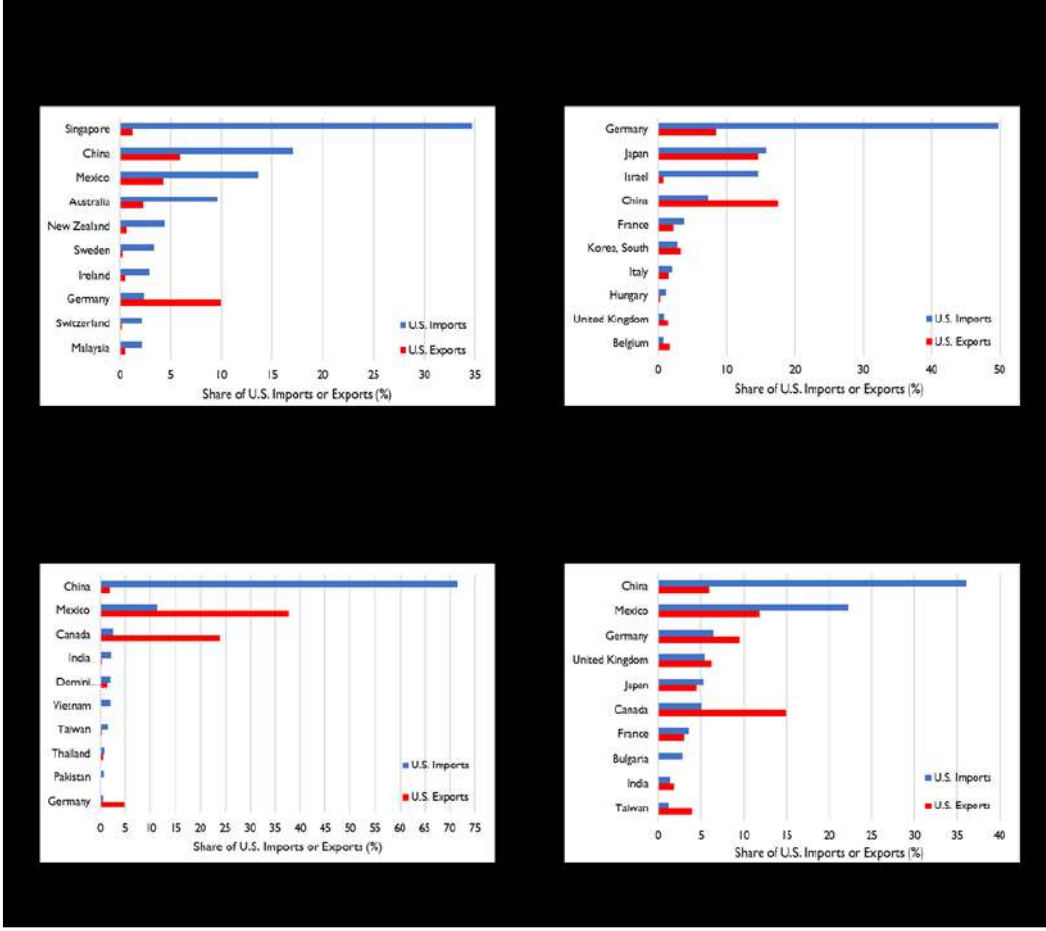 Singapore
China
Mexico
Australia
New Zealand
Sweden
Ireland
Germany
Switzerland
Malaysia
U.S. Imports
U.S. Exports
0 5 10 15 20 25 30 35
Share of U.S. Imports or Exports (%)
Germany
Japan
Israel
China
France
Korea, South
Italy
Hungary
United Kingdom
Belgium
U.S. Imports
U.S. Exports
0 10 20 30 40 50
Share of U.S. Imports or Exports (%)
China
Mexico
Canada
India
Domini...
Vietnam
Taiwan
Thailand
Pakistan
Germany
U.S. Imports
U.S. Exports
0 5 10 15 20 25 30 35 40 45 50 55 60 65 70 75
Share of U.S. Imports or Exports (%)
China
Mexico
Germany
United Kingdom
Japan
Canada
France
Bulgaria
India
Taiwan
U.S. Imports
U.S. Exports
0 5 10 15 20 25 30 35 40
Share of U.S. Imports or Exports (%)